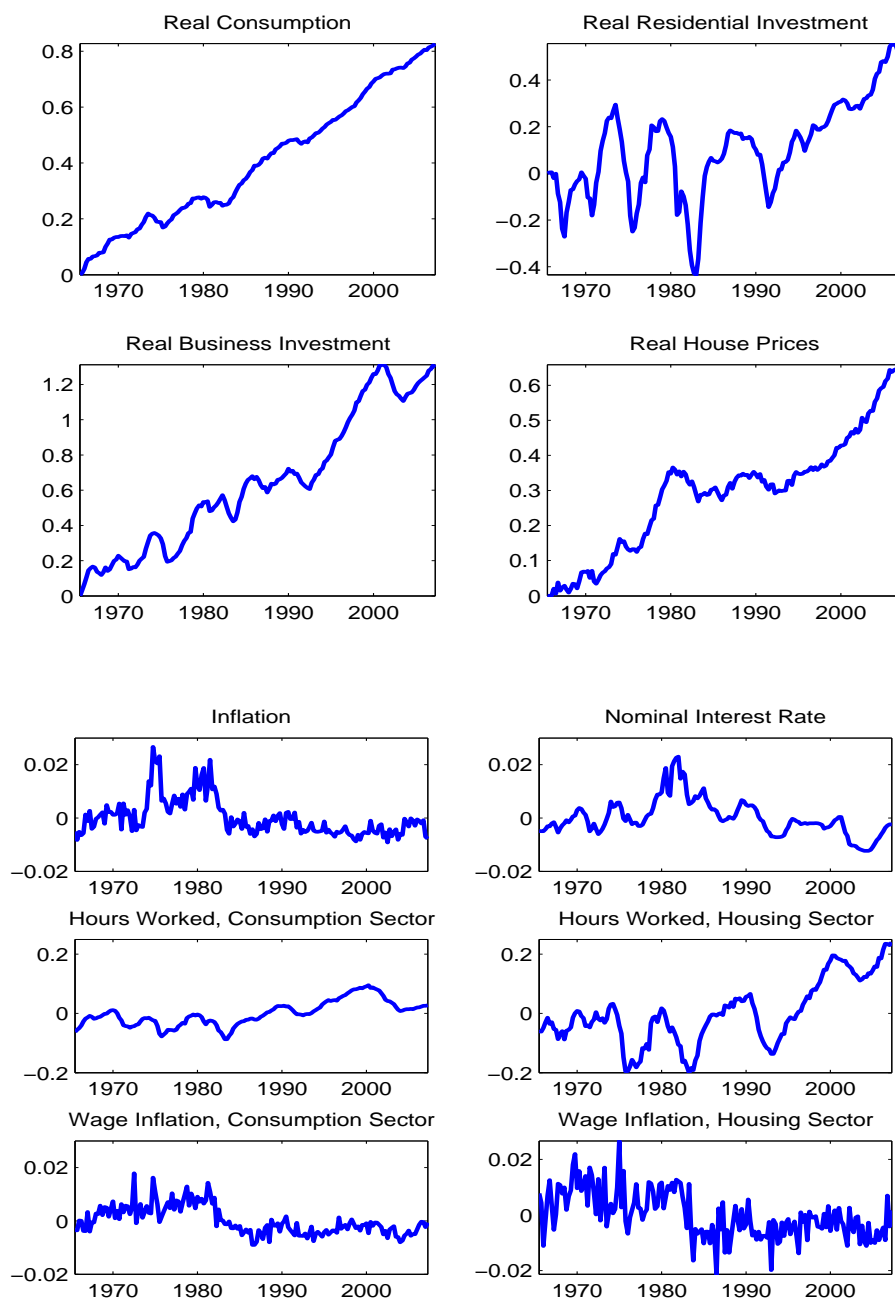 Real Consumption
0.8
0.6
0.4
0.2
0
1970 1980 1990 2000
Real Residential Investment
0.4
0.2
0
−0.2
−0.4
1970 1980 1990 2000
Real Business Investment
1.2
1
0.8
0.6
0.4
0.2
0
1970 1980 1990 2000
Real House Prices
0.6
0.5
0.4
0.3
0.2
0.1
0
1970 1980 1990 2000
Inflation
0.02
0
−0.02
1970 1980 1990 2000
Nominal Interest Rate
0.02
0
−0.02
1970 1980 1990 2000
Hours Worked, Consumption Sector
0.2
0
−0.2
1970 1980 1990 2000
Hours Worked, Housing Sector
0.2
0
−0.2
1970 1980 1990 2000
Wage Inflation, Consumption Sector
0.02
0
−0.02
1970 1980 1990 2000
Wage Inflation, Housing Sector
0.02
0
−0.02
1970 1980 1990 2000